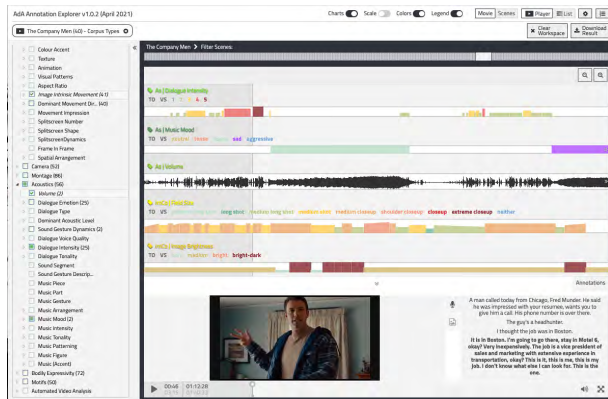 AdA Annotation Explorer v1.0.2 (April 2021)
Charts Scale Colors Legend Movie Scenes Player List
The Company Men (40) - Corpus Types
Clear Workspace
Download Result
The Company Men Filter Scenes:
Colour Accent
Texture
Animation
Visual Patterns
Aspect Ratio
Image Intrinsic Movement (41)
Dominant Movement Dir... (40)
Movement Impression
Splitscreen Number
Splitscreen Shape
SplitscreenDynamics
Frame In Frame
Spatial Arrangement
Camera (52)
Montage (86)
Acoustics (56)
Volume (2)
Dialogue Emotion (25)
Dialogue Type
Dominant Acoustic Level
Sound Gesture Dynamics (2)
Dialogue Voice Quality
Dialogue Intensity (25)
Dialogue Tonality
Sound Segment
Sound Gesture Descrip...
Music Piece
Music Part
Music Gesture
Music Arrangement
Music Mood (2)
Music Intensity
Music Tonality
Music Patterning
Music Figure
Music (Accent)
Bodily Expressivity (72)
Motifs (50)
Automated Video Analysis
As | Dialogue Intensity
TO VS 1 4 5
As | Music Mood
TO VS sad aggressive
As | Volume
TO VS long shot medium long shot medium shot medium closeup shoulder closeup closeup extreme closeup neither
ImCo | Image Brightness
TO VS medium bright bright-dark
Annotations
A man called today from Chicago, Fred Munder. He said
he was impressed with your resumee, wants you to
give him a call. His phone number is over there.
The guy's a headhunter.
I thought the job was in Boston.
It is in Boston. I'm going to go there, stay in Motel 6,
okay? Very inexpensively. The job is a vice president of
sales and marketing with extensive experience in
transportation, okay? This is it, this is me, this is my
job. I don't know what else I can look for. This is the
one.
00:46 01:12:28